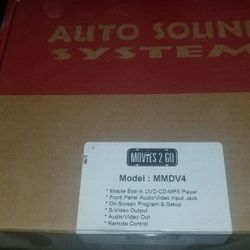 AUTO SOUND
SYSTEM
MOVIES 2 GO
Model : MMDV4
* Mobile Slot-In DVD-CD-MP3 Player
* Front Panel Audio/Video Input Jack
* On-Screen Program & Setup
* S-Video Output
* Audio/Video Out
* Remote Control